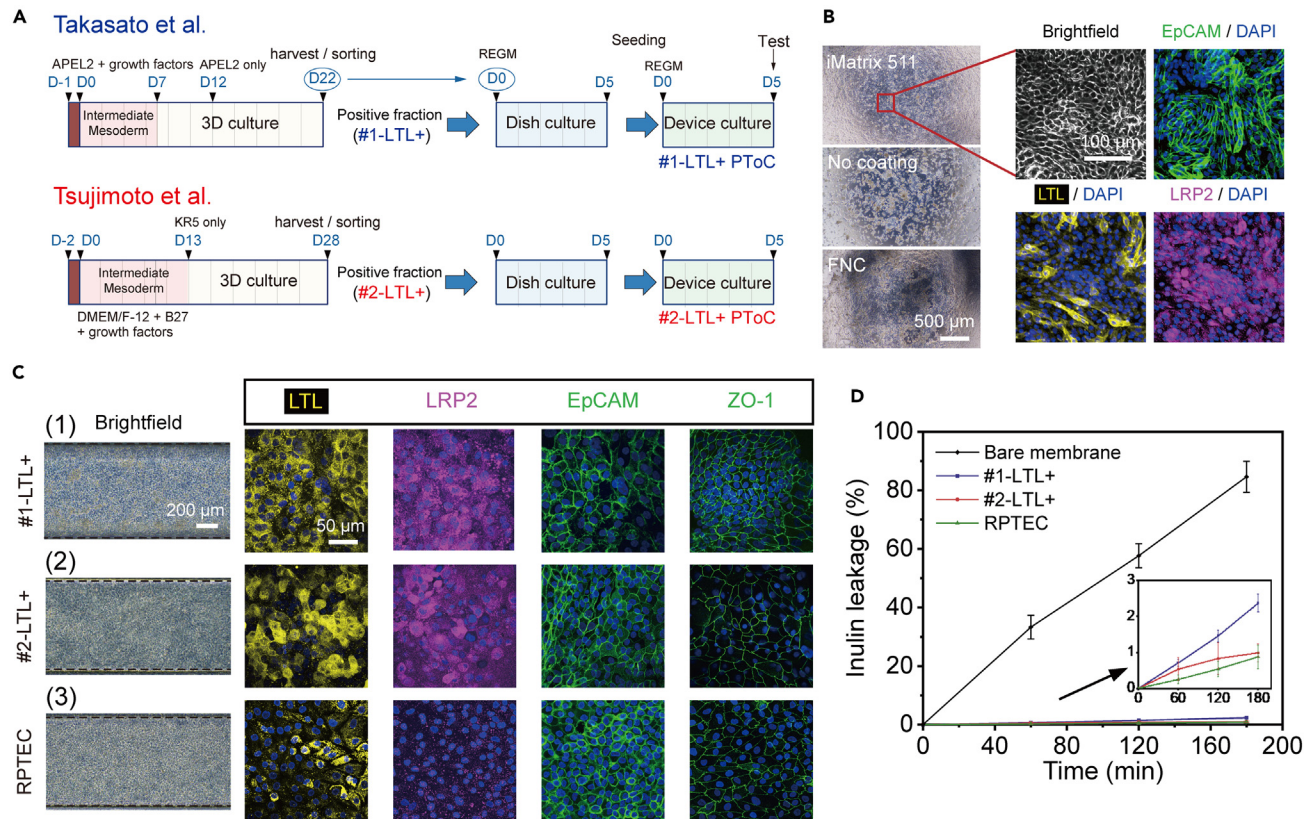 A
Takasato et al.
harvest / sorting
APEL2 + growth factors
APEL2 only
D-1
D0
D7
D12
D22
Intermediate
Mesoderm
3D culture
Positive fraction
(#1-LTL+)
REGM
D0
D5
Dish culture
Seeding
REGM
D0
Test
D5
Device culture
#1-LTL+ PToC
Tsujimoto et al.
KR5 only
harvest / sorting
D-2
D0
D13
D28
Intermediate
Mesoderm
3D culture
DMEM/F-12 + B27
+ growth factors
Positive fraction
(#2-LTL+)
D0
D5
Dish culture
D0
D5
Device culture
#2-LTL+ PToC
B
iMatrix 511
No coating
FNC
500 μm
Brightfield
EpCAM / DAPI
100 μm
LTL / DAPI
LRP2 / DAPI
C
Brightfield
LTL
LRP2
EpCAM
ZO-1
(1)
#1-LTL+
200 μm
50 μm
(2)
#2-LTL+
(3)
RPTEC
D
Inulin leakage (%)
100
80
60
40
20
0
Bare membrane
#1-LTL+
#2-LTL+
RPTEC
3
2
1
0
0 60 120 180
0 40 80 120 160 200
Time (min)